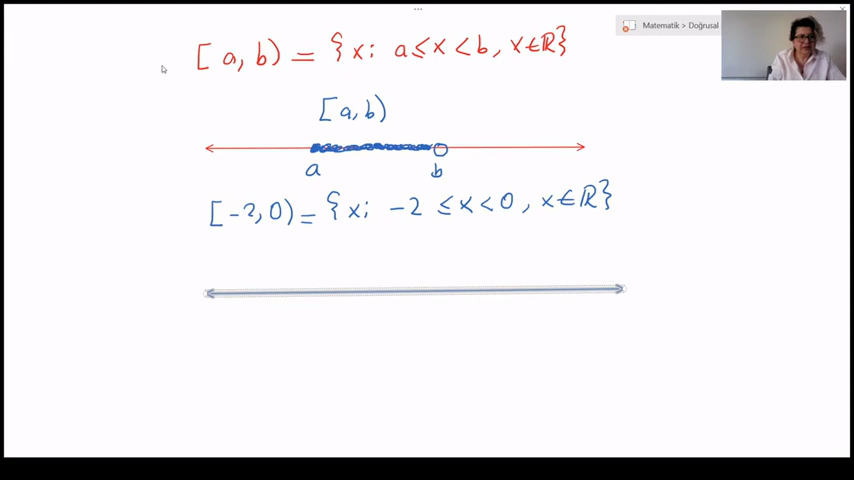 Matematik > Doğrusal
[a, b) = {x: a≤x<b, x∈ℝ}
[a,b)
a b
[-2,0) = {x; -2 ≤x<0, x∈ℝ}